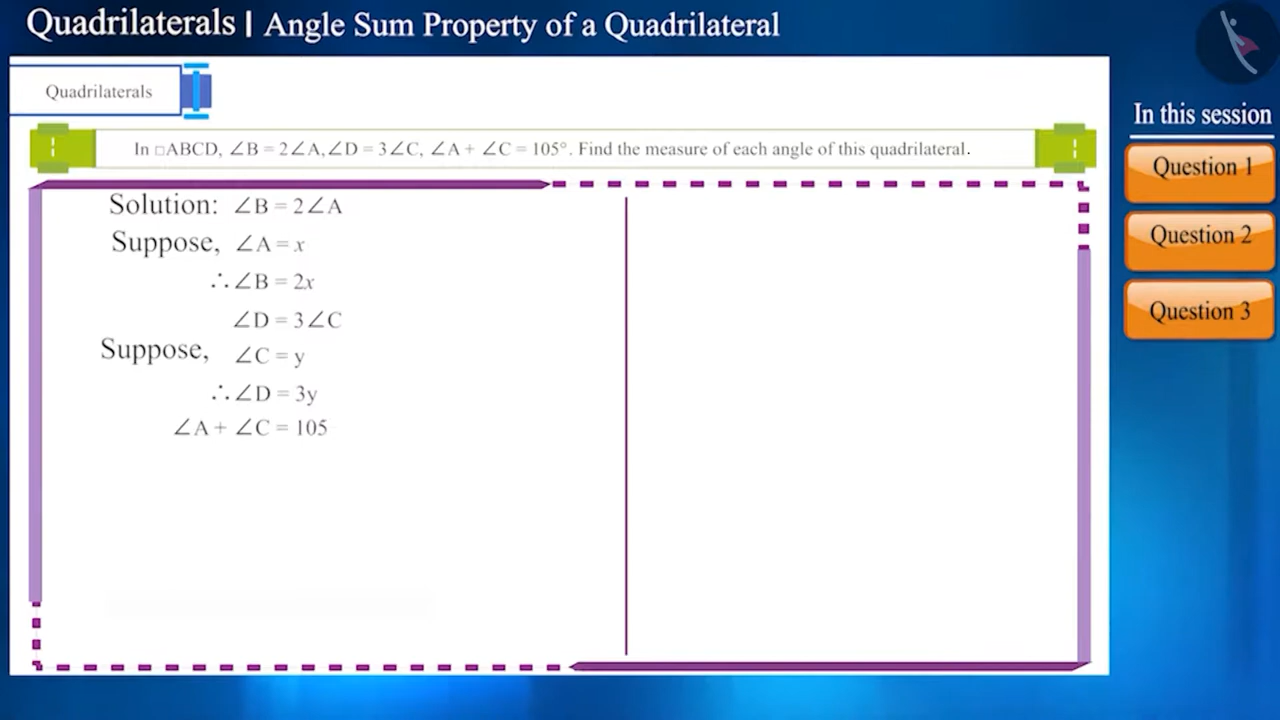 Quadrilaterals | Angle Sum Property of a Quadrilateral
Quadrilaterals
In □ABCD, ∠B = 2∠A,∠D = 3∠C, ∠A + ∠C = 105°. Find the measure of each angle of this quadrilateral.
Solution: ∠B = 2∠A
Suppose, ∠A = x
∴ ∠B = 2x
∠D = 3∠C
Suppose, ∠C = y
∴ ∠D = 3y
∠A + ∠C = 105
In this session
Question 1
Question 2
Question 3